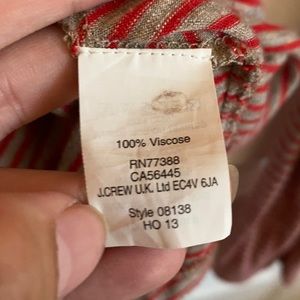 100% Viscose
RN77388
CA56445
J.CREW U.K. Ltd EC4V 6JA
Style 08138
HO 13